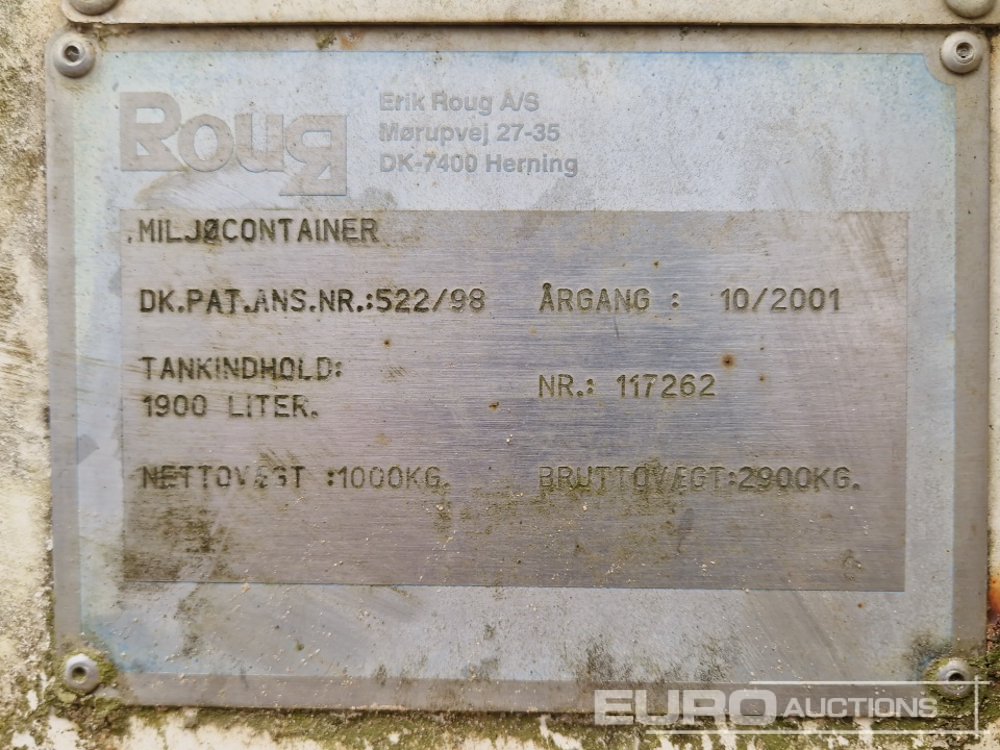 Roug
Erik Roug A/S
Mørupvej 27-35
DK-7400 Herning
MILJØCONTAINER
DK.PAT.ANS.NR.:522/98 ÅRGANG : 10/2001
TANKINDHOLD:
1900 LITER.
NR.: 117262
NETTOVÆGT :1000KG. BRUTTOVÆGT:2900KG.
EURO AUCTIONS